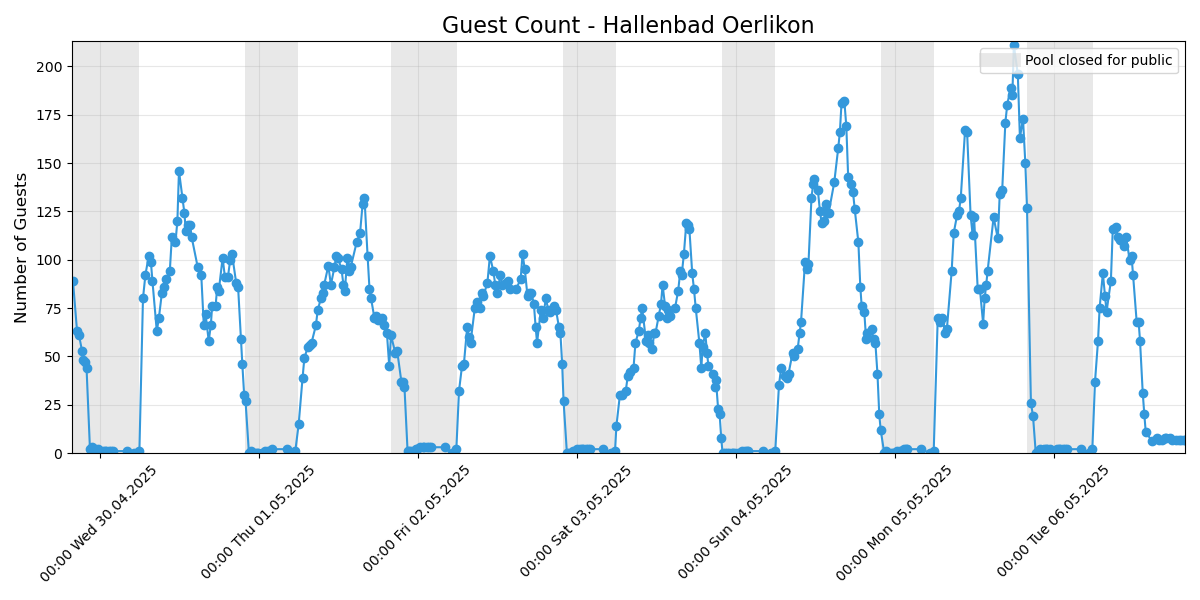 Guest Count - Hallenbad Oerlikon
Pool closed for public
Number of Guests
200
175
150
125
100
75
50
25
0
00:00 Wed 30.04.2025
00:00 Thu 01.05.2025
00:00 Fri 02.05.2025
00:00 Sat 03.05.2025
00:00 Sun 04.05.2025
00:00 Mon 05.05.2025
00:00 Tue 06.05.2025